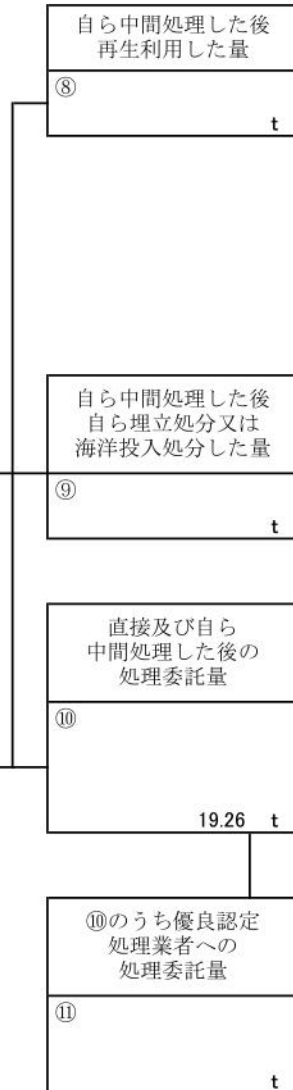 自ら中間処理した後
再生利用した量
⑧
t
自ら中間処理した後
自ら埋立処分又は
海洋投入処分した量
⑨
t
直接及び自ら
中間処理した後の
処理委託量
⑩
19.26 t
⑩のうち優良認定
処理業者への
処理委託量
⑪
t